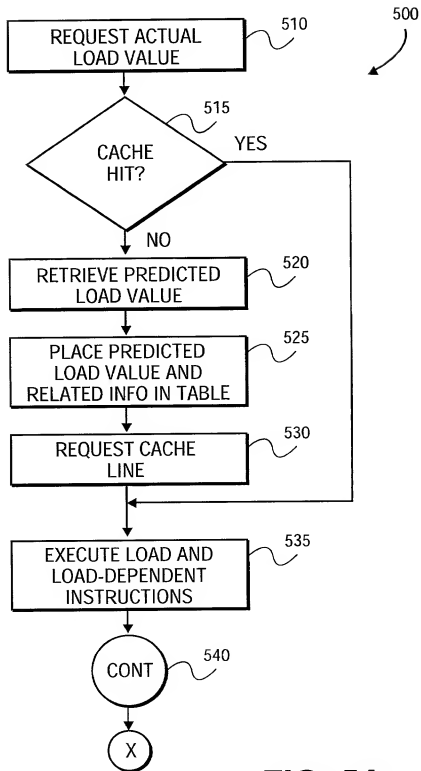 500
REQUEST ACTUAL
LOAD VALUE
510
515
CACHE
HIT?
YES
NO
RETRIEVE PREDICTED
LOAD VALUE
520
PLACE PREDICTED
LOAD VALUE AND
RELATED INFO IN TABLE
525
REQUEST CACHE
LINE
530
EXECUTE LOAD AND
LOAD-DEPENDENT
INSTRUCTIONS
535
CONT
540
X